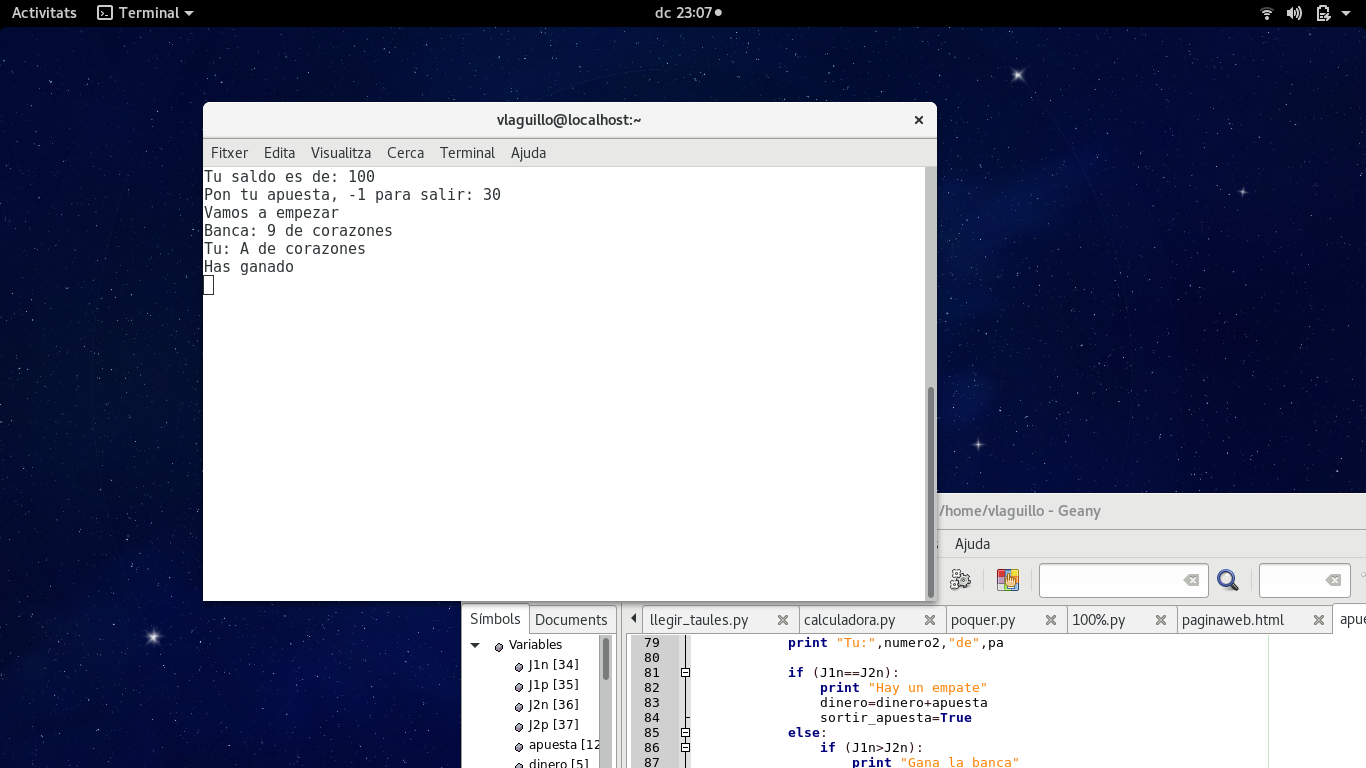 Activitats Terminal dc 23:07
vlaguillo@localhost:~
Fitxer Edita Visualitza Cerca Terminal Ajuda
Tu saldo es de: 100
Pon tu apuesta, -1 para salir: 30
Vamos a empezar
Banca: 9 de corazones
Tu: A de corazones
Has ganado
/home/vlaguillo - Geany
Ajuda
Símbols Documents
llegir_taules.py calculadora.py poquer.py 100%.py paginaweb.html apue
Variables
J1n [34]
J1p [35]
J2n [36]
J2p [37]
apuesta [12
dinero [5]
79 print "Tu:",numero2,"de",pa
80
81 if (J1n==J2n):
82 print "Hay un empate"
83 dinero=dinero+apuesta
84 sortir_apuesta=True
85 else:
86 if (J1n>J2n):
87 print "Gana la banca"